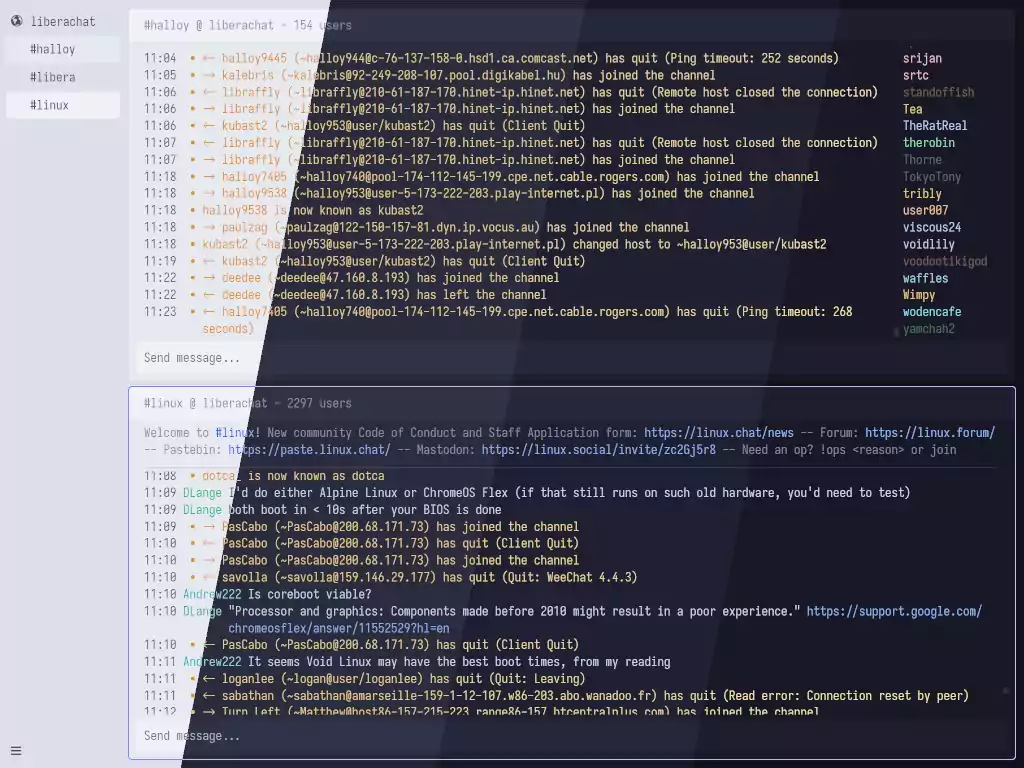 liberachat
#halloy
#libera
#linux
#halloy @ liberachat - 154 users
11:04 • ← halloy9445 (~halloy944@c-76-137-158-0.hsd1.ca.comcast.net) has quit (Ping timeout: 252 seconds)
11:05 • → kalebris (~kalebris@92-249-208-107.pool.digikabel.hu) has joined the channel
11:06 • ← libraffly (~libraffly@210-61-187-170.hinet-ip.hinet.net) has quit (Remote host closed the connection)
11:06 • → libraffly (~libraffly@210-61-187-170.hinet-ip.hinet.net) has joined the channel
11:06 • ← kubast2 (~halloy953@user/kubast2) has quit (Client Quit)
11:07 • ← libraffly (~libraffly@210-61-187-170.hinet-ip.hinet.net) has quit (Remote host closed the connection)
11:07 • → libraffly (~libraffly@210-61-187-170.hinet-ip.hinet.net) has joined the channel
11:18 • → halloy7405 (~halloy740@pool-174-112-145-199.cpe.net.cable.rogers.com) has joined the channel
11:18 • → halloy9538 (~halloy953@user-5-173-222-203.play-internet.pl) has joined the channel
11:18 • halloy9538 is now known as kubast2
11:18 • → paulzag (~paulzag@122-150-157-81.dyn.ip.vocus.au) has joined the channel
11:18 • kubast2 (~halloy953@user-5-173-222-203.play-internet.pl) changed host to ~halloy953@user/kubast2
11:19 • ← kubast2 (~halloy953@user/kubast2) has quit (Client Quit)
11:22 • → deedee (~deedee@47.160.8.193) has joined the channel
11:22 • ← deedee (~deedee@47.160.8.193) has left the channel
11:23 • ← halloy7405 (~halloy740@pool-174-112-145-199.cpe.net.cable.rogers.com) has quit (Ping timeout: 268
seconds)
srijan
srtc
standoffish
Tea
TheRatReal
therobin
Thorne
TokyoTony
tribly
user007
viscous24
voidlily
voodootikigod
waffles
Wimpy
wodencafe
yamchah2
Send message...
#linux @ liberachat - 2297 users
Welcome to #linux! New community Code of Conduct and Staff Application form: https://linux.chat/news -- Forum: https://linux.forum/
-- Pastebin: https://paste.linux.chat/ -- Mastodon: https://linux.social/invite/zc2Gj5r8 -- Need an op? !ops <reason> or join
11:08 • dotca_ is now known as dotca
11:09 DLange I'd do either Alpine Linux or ChromeOS Flex (if that still runs on such old hardware, you'd need to test)
11:09 DLange both boot in < 10s after your BIOS is done
11:09 • → PasCabo (~PasCabo@200.68.171.73) has joined the channel
11:10 • ← PasCabo (~PasCabo@200.68.171.73) has quit (Client Quit)
11:10 • → PasCabo (~PasCabo@200.68.171.73) has joined the channel
11:10 • ← savolla (~savolla@159.146.29.177) has quit (Quit: WeeChat 4.4.3)
11:10 Andrew222 Is coreboot viable?
11:10 DLange "Processor and graphics: Components made before 2010 might result in a poor experience." https://support.google.com/
chromeosflex/answer/11552529?hl=en
11:10 • ← PasCabo (~PasCabo@200.68.171.73) has quit (Client Quit)
11:11 Andrew222 It seems Void Linux may have the best boot times, from my reading
11:11 • ← loganlee (~logan@user/loganlee) has quit (Quit: Leaving)
11:11 • ← sabathan (~sabathan@amarseille-159-1-12-107.w86-203.abo.wanadoo.fr) has quit (Read error: Connection reset by peer)
11:12 • → Turn_Left (~Matthew@host86-157-215-223.range86-157.btcentralplus.com) has joined the channel
Send message...